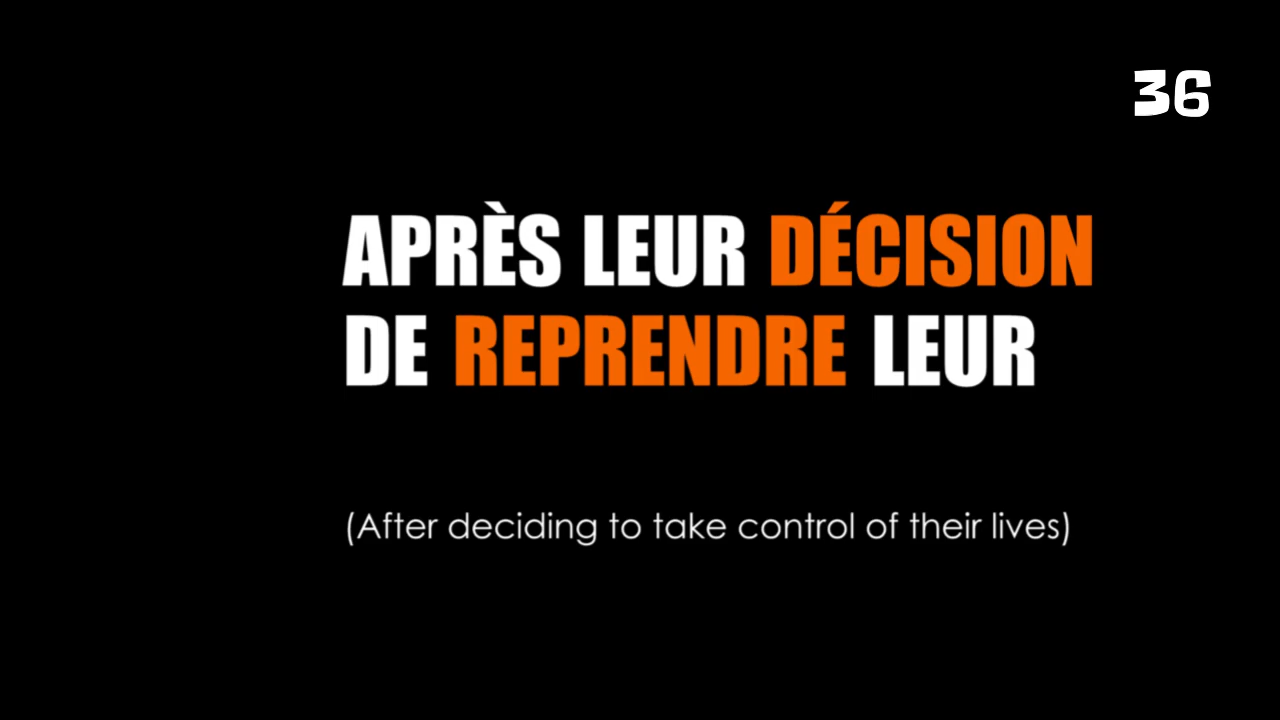 36
APRÈS LEUR DÉCISION
DE REPRENDRE LEUR
(After deciding to take control of their lives)